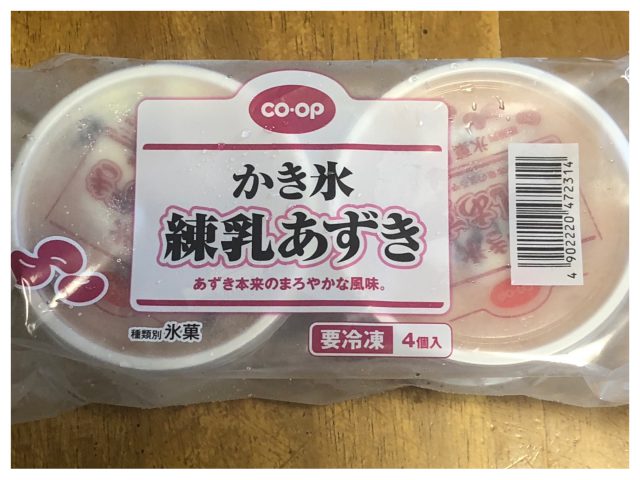 CO·OP
かき氷
練乳あずき
あずき本来のまろやかな風味。
種類別 氷菓
要冷凍 4個入
4 902220 472314